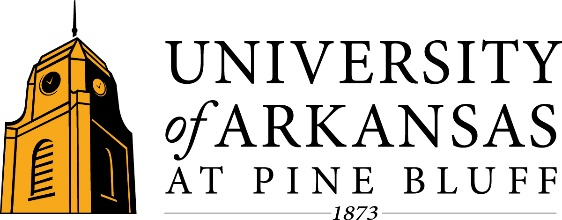 UNIVERSITY
of ARKANSAS
AT PINE BLUFF
1873